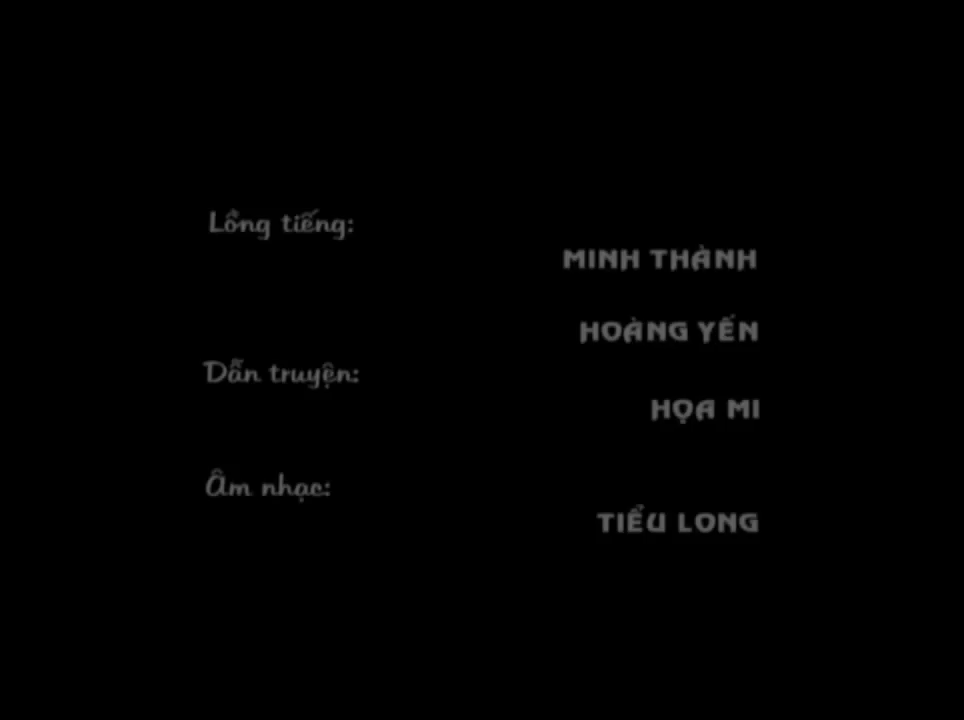 Lồng tiếng:
MINH THÀNH
HOÀNG YẾN
Dẫn truyện:
HỌA MI
Âm nhạc:
TIỂU LONG